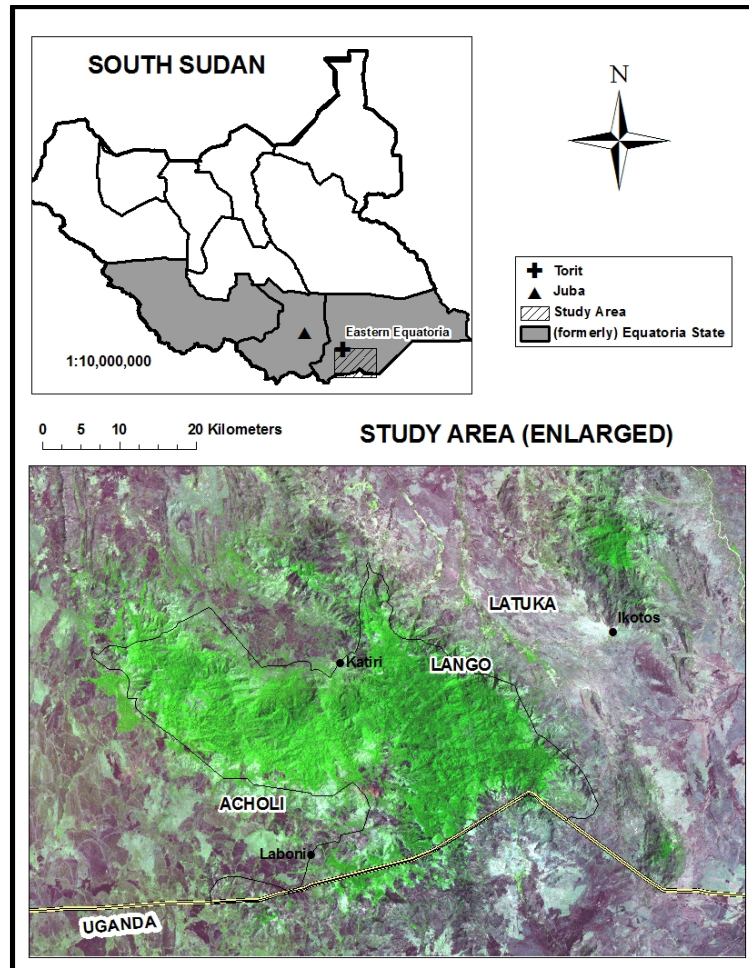 SOUTH SUDAN
Eastern Equatoria
1:10,000,000
N
Torit
Juba
Study Area
(formerly) Equatoria State
0 5 10 20 Kilometers
STUDY AREA (ENLARGED)
LATUKA
Ikotos
Katiri
LANGO
ACHOLI
Laboni
UGANDA